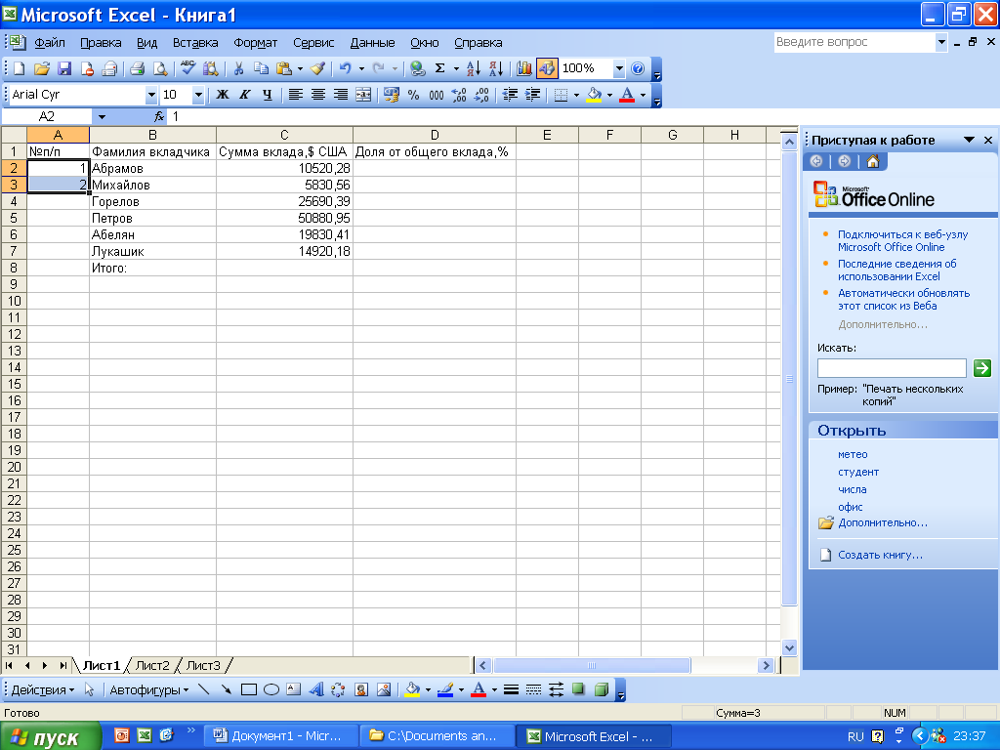 Microsoft Excel - Книга1
Файл Правка Вид Вставка Формат Сервис Данные Окно Справка Введите вопрос
100%
Arial Cyr 10 Ж К Ч % 000
A2 fx 1
A B C D E F G H
1 №п/п Фамилия вкладчика Сумма вклада,$ США Доля от общего вклада,%
2 1 Абрамов 10520,28
3 2 Михайлов 5830,56
4 Горелов 25690,39
5 Петров 50880,95
6 Абелян 19830,41
7 Лукашик 14920,18
8 Итого:
9
10
11
12
13
14
15
16
17
18
19
20
21
22
23
24
25
26
27
28
29
30
31
Приступая к работе
Microsoft
Office Online
Подключиться к веб-узлу
Microsoft Office Online
Последние сведения об
использовании Excel
Автоматически обновлять
этот список из Веба
Дополнительно...
Искать:
Пример: "Печать нескольких
копий"
Открыть
метео
студент
числа
офис
Дополнительно...
Создать книгу...
Лист1 Лист2 Лист3
Действия Автофигуры
Готово Сумма=3 NUM
пуск Документ1 - Micr... C:\Documents an... Microsoft Excel - ... RU 23:37